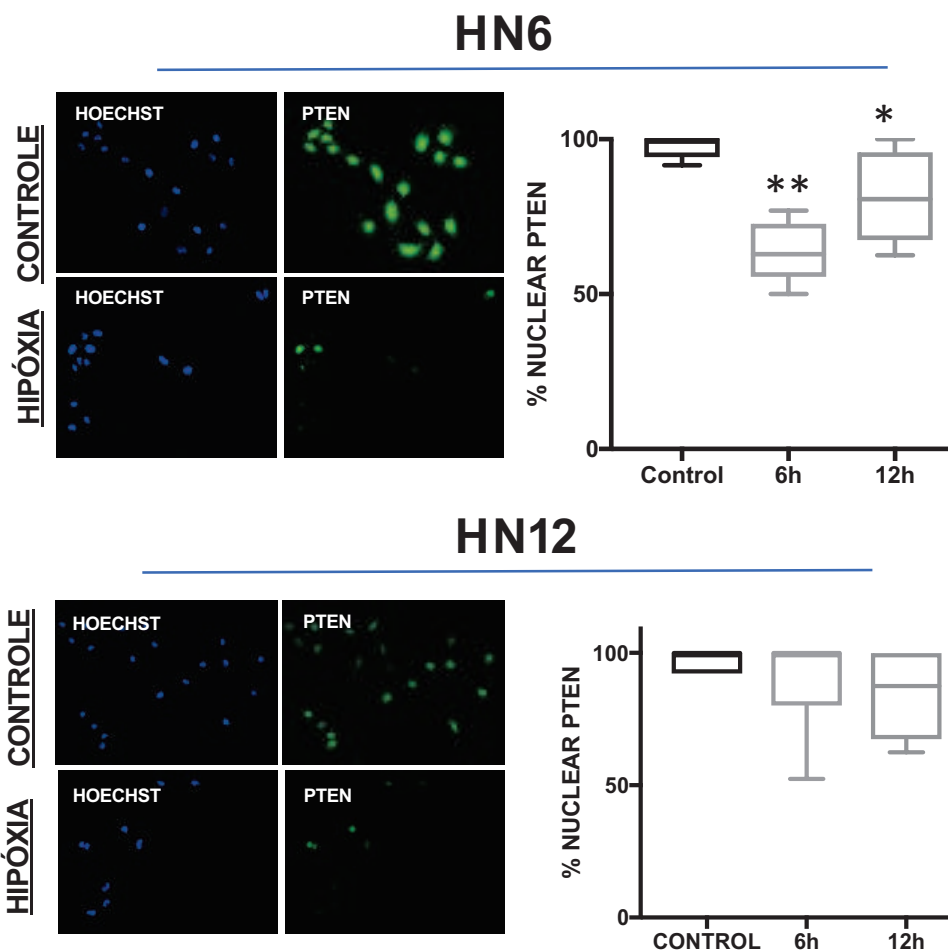 HN6
CONTROLE
HOECHST
PTEN
HIPÓXIA
HOECHST
PTEN
% NUCLEAR PTEN
100
50
0
**
*
Control 6h 12h
HN12
CONTROLE
HOECHST
PTEN
HIPÓXIA
HOECHST
PTEN
% NUCLEAR PTEN
100
50
0
CONTROL 6h 12h